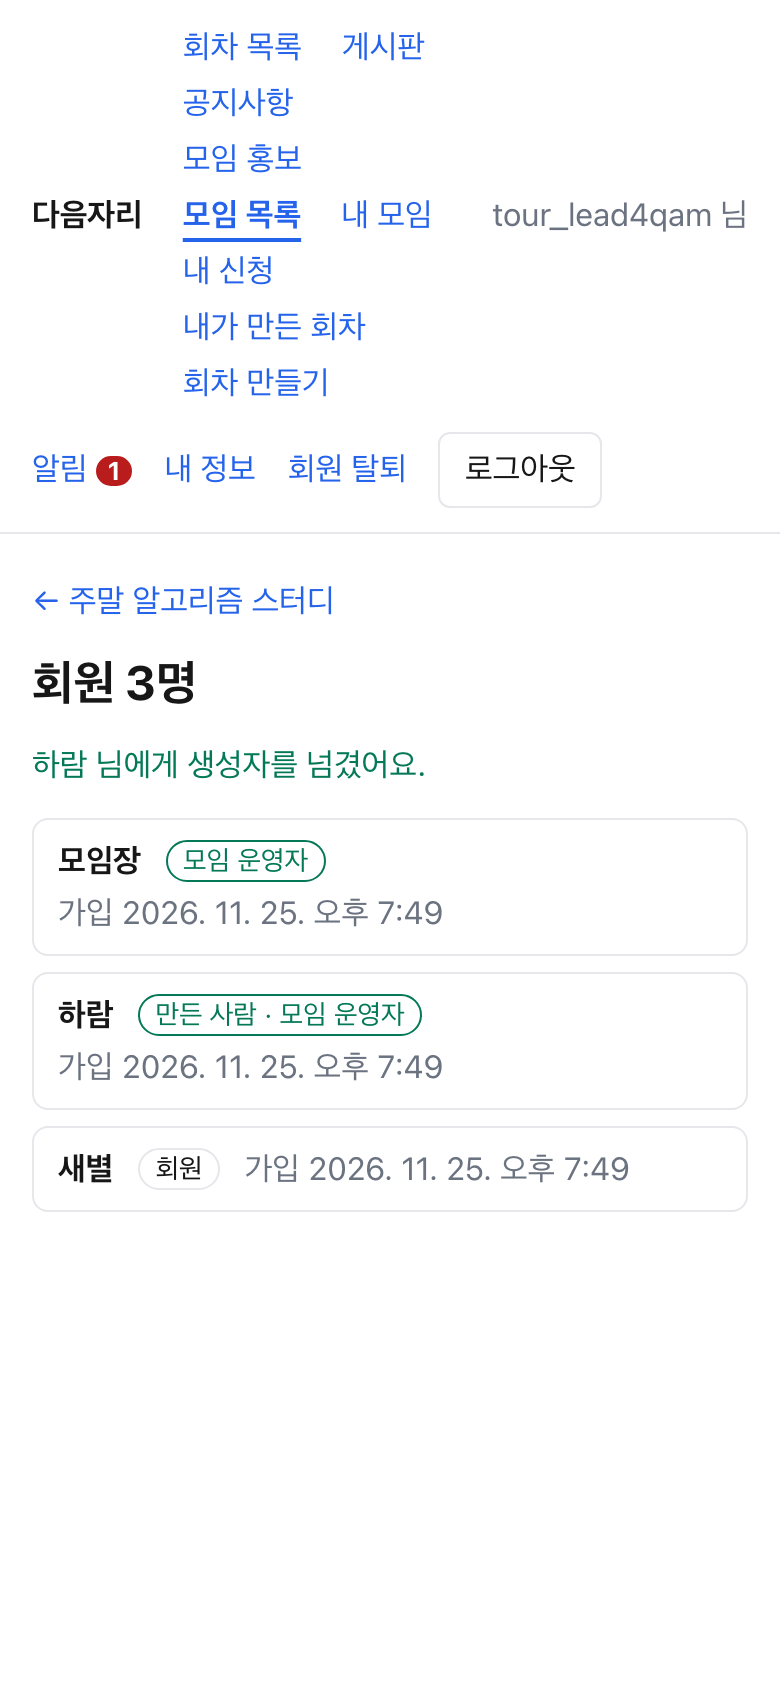 회차 목록 게시판
공지사항
모임 홍보
다음자리 모임 목록 내 모임 tour_lead4qam 님
내 신청
내가 만든 회차
회차 만들기
알림 1 내 정보 회원 탈퇴 로그아웃
← 주말 알고리즘 스터디
회원 3명
하람 님에게 생성자를 넘겼어요.
모임장 모임 운영자
가입 2026. 11. 25. 오후 7:49
하람 만든 사람 · 모임 운영자
가입 2026. 11. 25. 오후 7:49
새별 회원 가입 2026. 11. 25. 오후 7:49